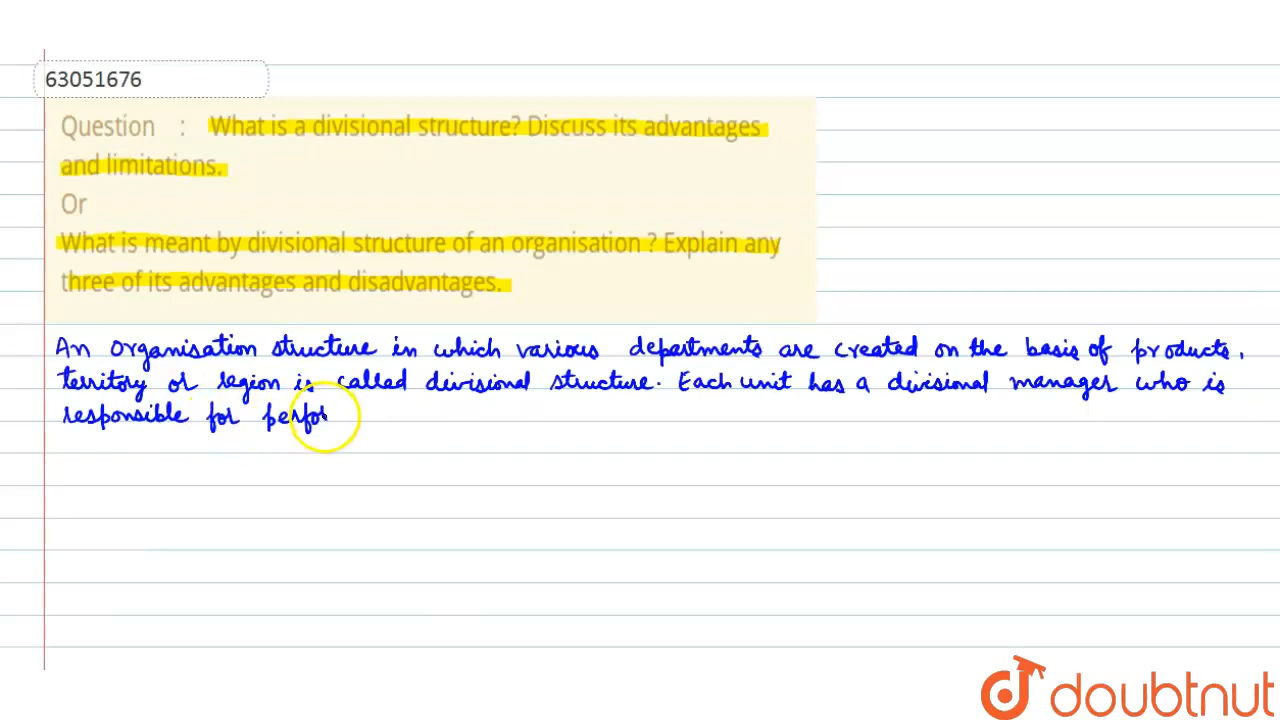 63051676
Question : What is a divisional structure? Discuss its advantages
and limitations.
Or
What is meant by divisional structure of an organisation ? Explain any
three of its advantages and disadvantages.
An organisation structure in which various departments are created on the basis of products,
territory or region is called divisional structure. Each unit has a divisional manager who is
responsible for perfor
doubtnut